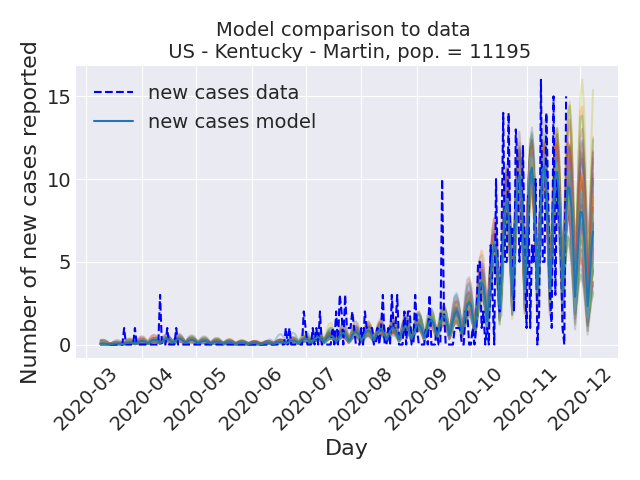 Model comparison to data
US - Kentucky - Martin, pop. = 11195
new cases data
new cases model
Number of new cases reported
15
10
5
0
2020-03
2020-04
2020-05
2020-06
2020-07
2020-08
2020-09
2020-10
2020-11
2020-12
Day